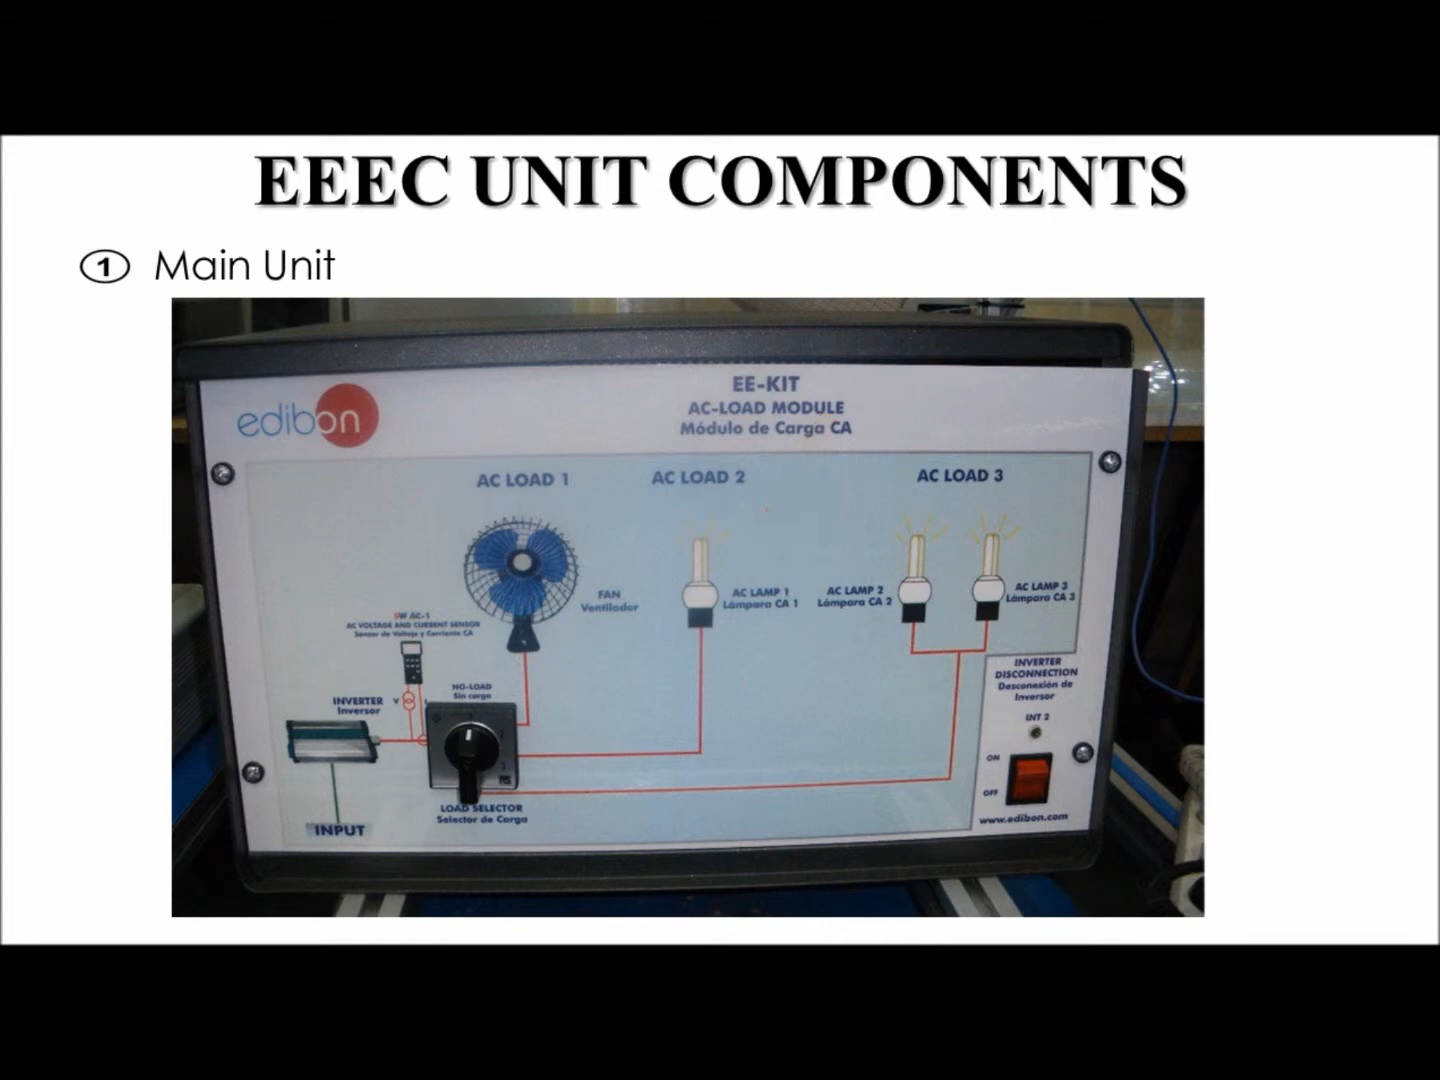 EEEC UNIT COMPONENTS
1 Main Unit
edibon
EE-KIT
AC-LOAD MODULE
Módulo de Carga CA
AC LOAD 1
AC LOAD 2
AC LOAD 3
FAN
Ventilador
AC LAMP 1
Lámpara CA 1
AC LAMP 2
Lámpara CA 2
AC LAMP 3
Lámpara CA 3
SW AC-1
AC VOLTAGE AND CURRENT SENSOR
Sensor de Voltaje y Corriente CA
NO-LOAD
Sin carga
INVERTER
Inversor
V
LOAD SELECTOR
Selector de Carga
INPUT
INVERTER
DISCONNECTION
Desconexión de
Inversor
INT 2
ON
OFF
www.edibon.com